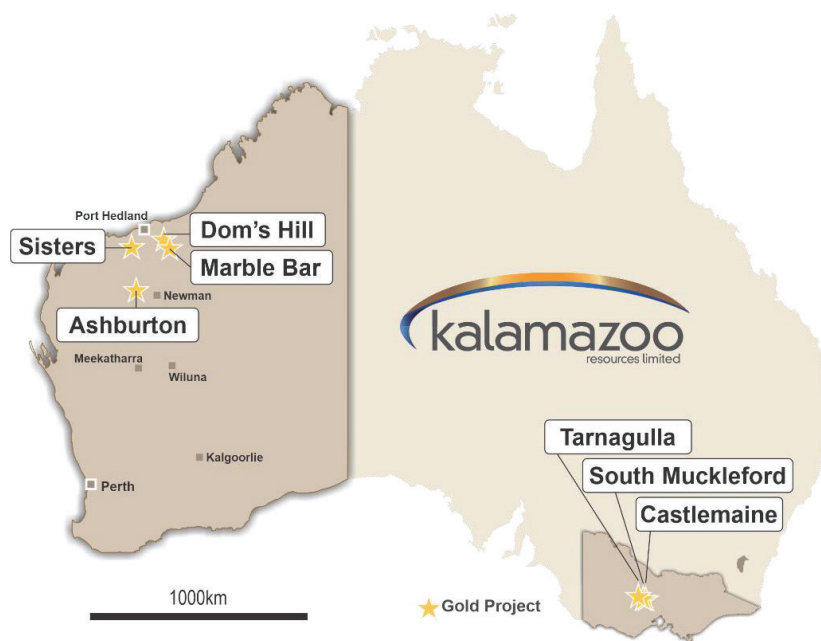 Port Hedland
Dom's Hill
Sisters
Marble Bar
Newman
Ashburton
Meekatharra
Wiluna
kalamazoo
resources limited
Tarnagulla
South Muckleford
Kalgoorlie
Castlemaine
Perth
1000km
Gold Project